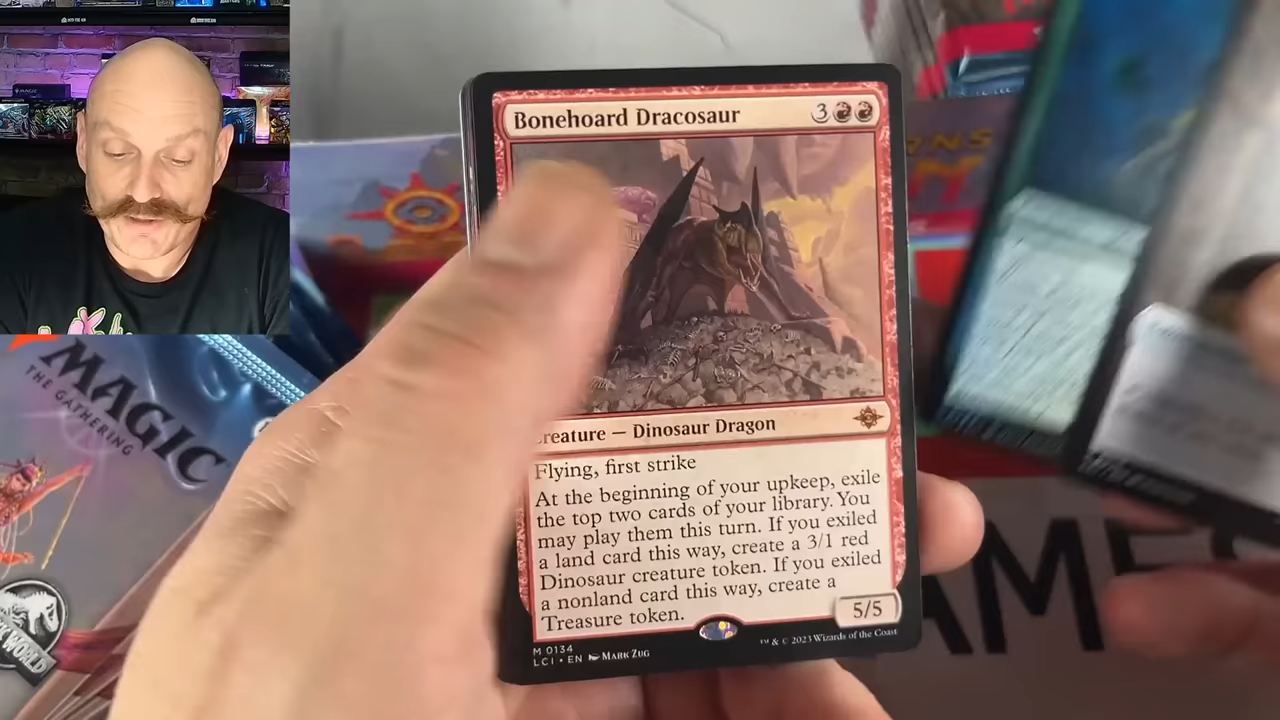 Bonehoard Dracosaur
3
Creature — Dinosaur Dragon
Flying, first strike
At the beginning of your upkeep, exile
the top two cards of your library. You
may play them this turn. If you exiled
a land card this way, create a 3/1 red
Dinosaur creature token. If you exiled
a nonland card this way, create a
Treasure token.
5/5
M 0134
LCI • EN MARK ZUG
™ & © 2023 Wizards of the Coast
MAGIC
THE GATHERING
WORLD